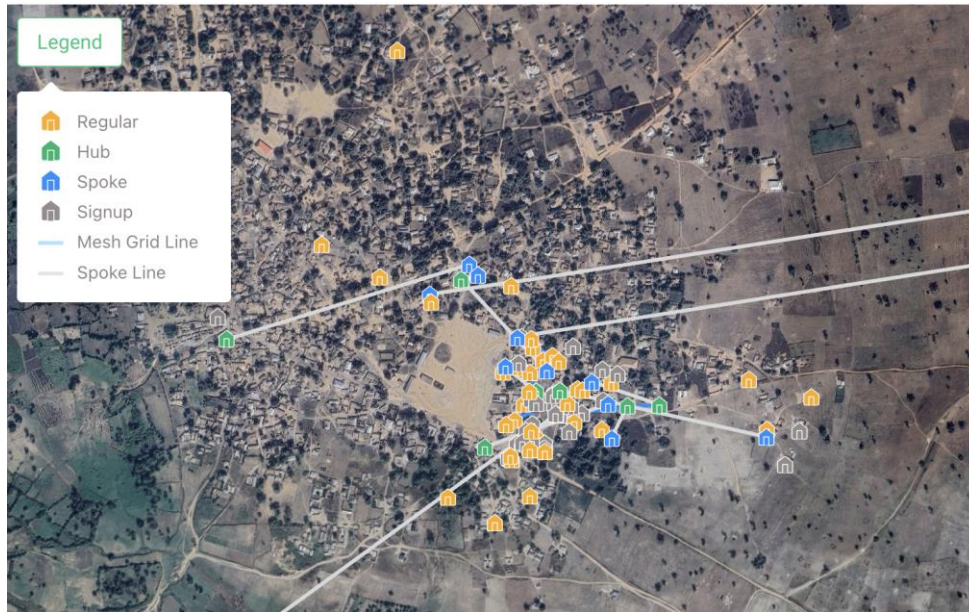 Legend
Regular
Hub
Spoke
Signup
Mesh Grid Line
Spoke Line